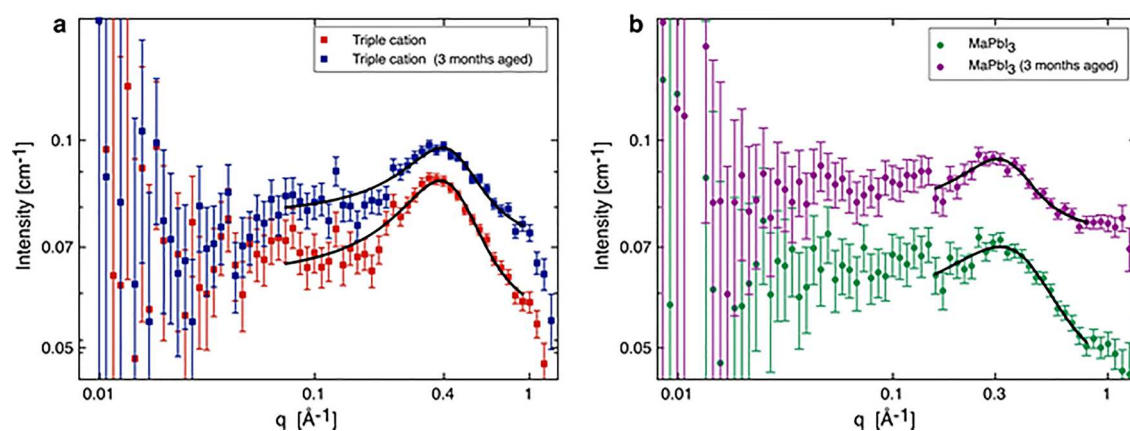 a
Triple cation
Triple cation (3 months aged)
0.1
0.07
0.05
Intensity [cm⁻¹]
0.01
0.1
0.4
1
q [Å⁻¹]
b
MaPbI₃
MaPbI₃ (3 months aged)
0.1
0.07
0.05
Intensity [cm⁻¹]
0.01
0.1
0.3
1
q [Å⁻¹]